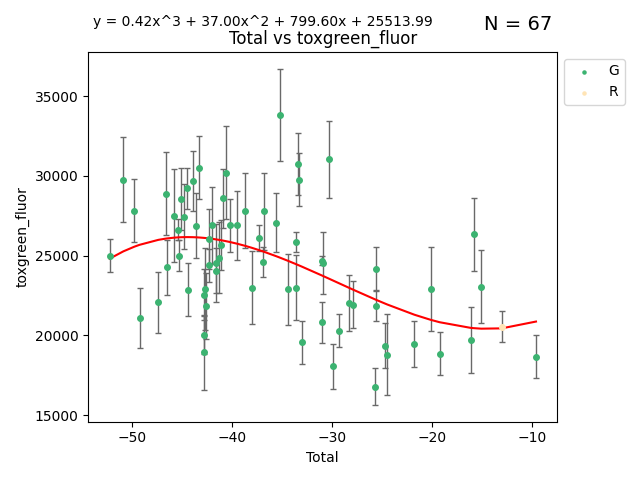 y = 0.42x^3 + 37.00x^2 + 799.60x + 25513.99
N = 67
Total vs toxgreen_fluor
G
R
35000
30000
25000
20000
15000
toxgreen_fluor
−50
−40
−30
−20
−10
Total